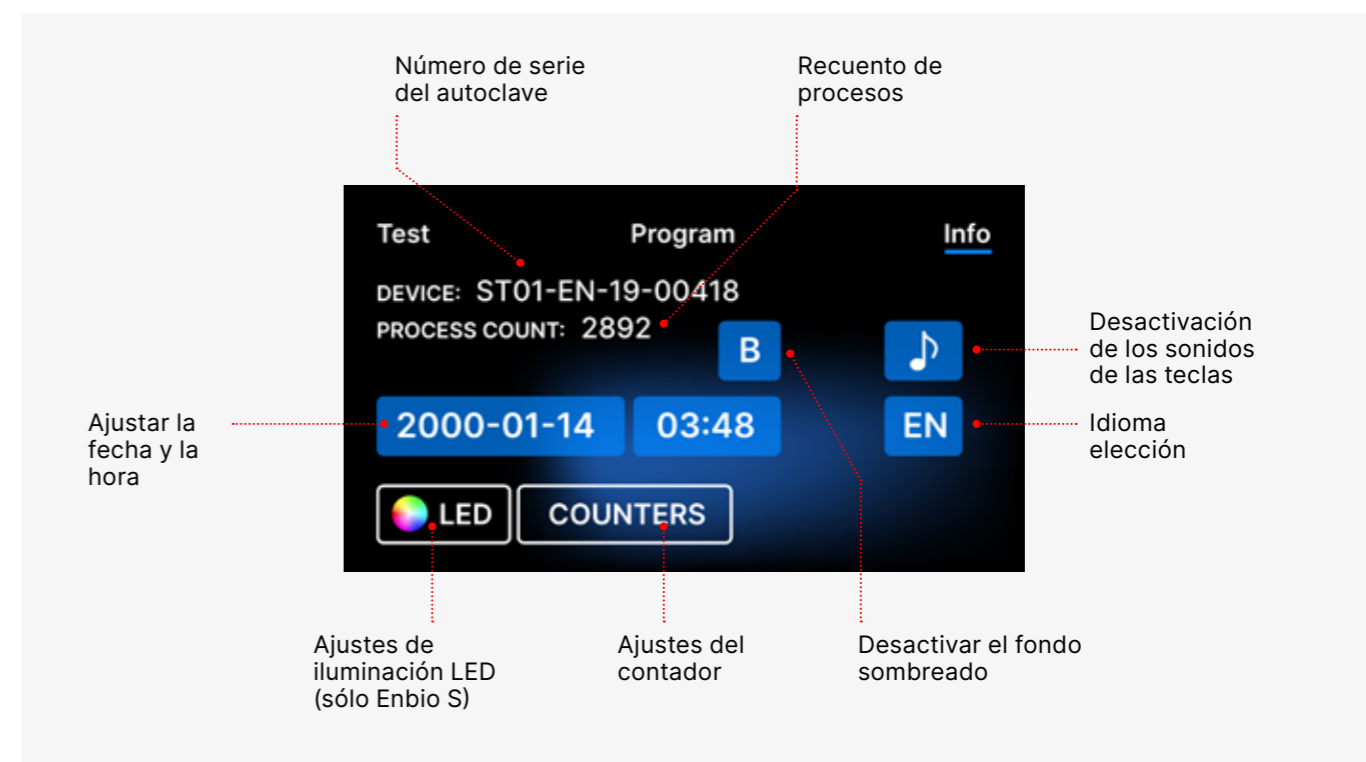 Número de serie
del autoclave
Recuento de
procesos
Test
Program
Info
DEVICE: ST01-EN-19-00418
PROCESS COUNT: 2892
B
♪
Desactivación
de los sonidos
de las teclas
Ajustar la
fecha y la
hora
2000-01-14
03:48
EN
Idioma
elección
LED
COUNTERS
Ajustes de
iluminación LED
(sólo Enbio S)
Ajustes del
contador
Desactivar el fondo
sombreado